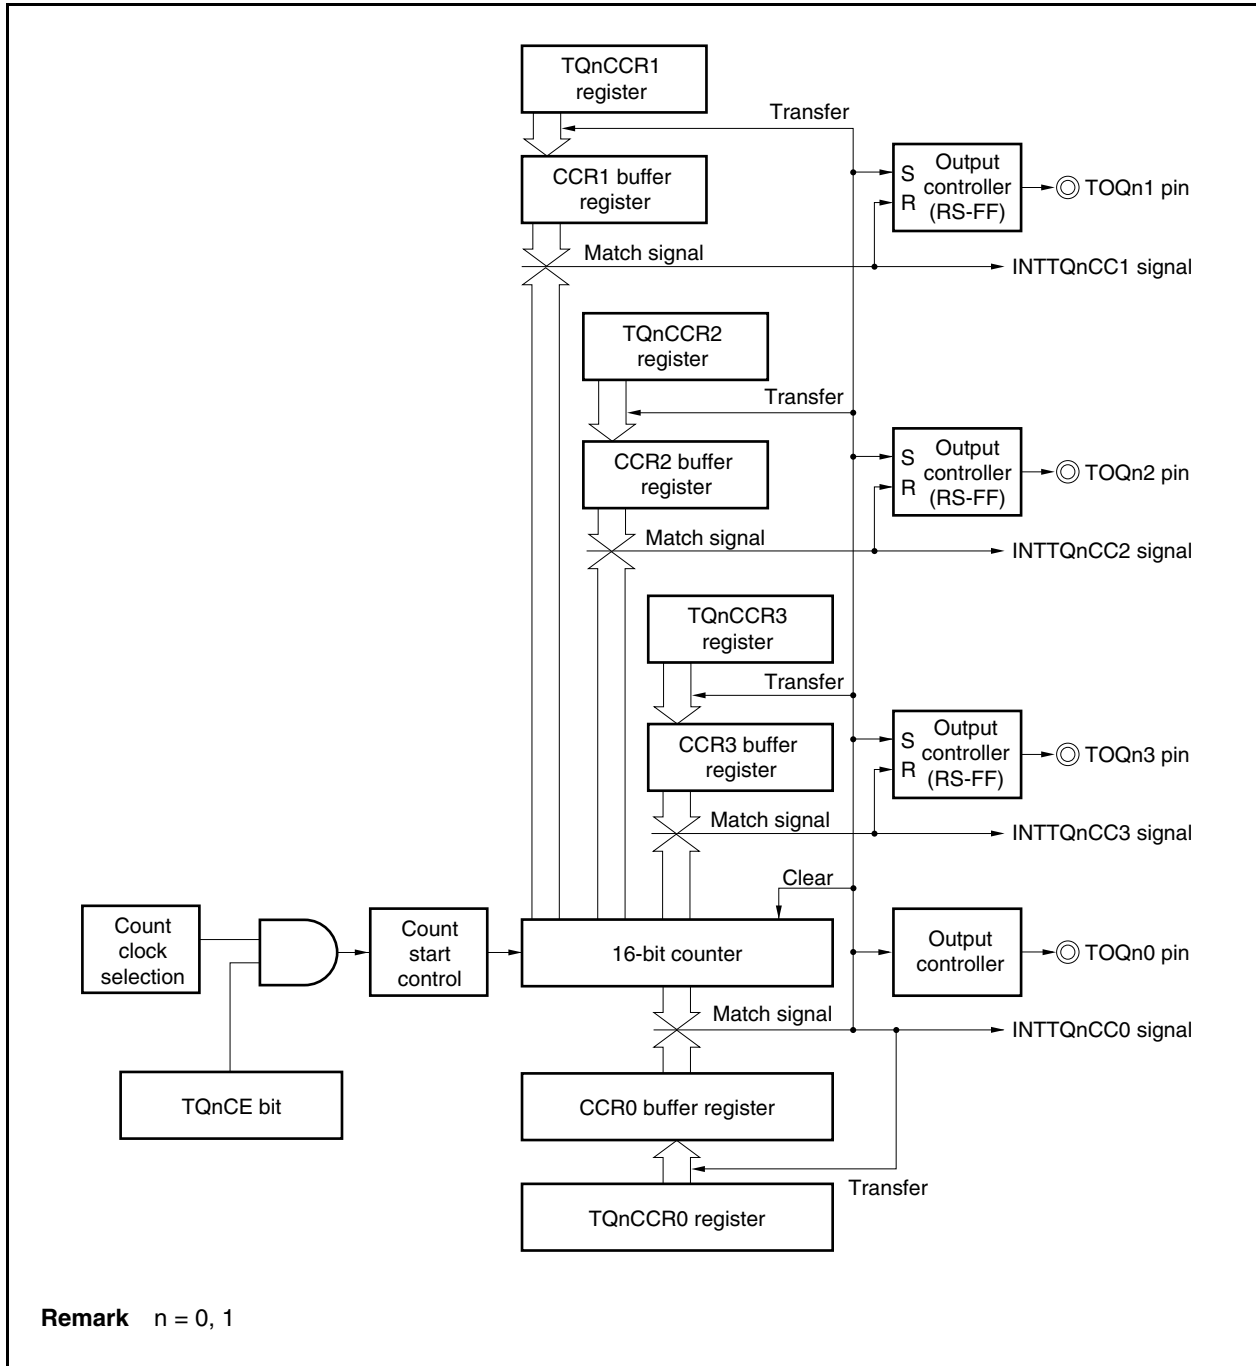 TQnCCR1
register
Transfer
CCR1 buffer
register
S
R
Output
controller
(RS-FF)
TOQn1 pin
Match signal
INTTQnCC1 signal
TQnCCR2
register
Transfer
CCR2 buffer
register
S
R
Output
controller
(RS-FF)
TOQn2 pin
Match signal
INTTQnCC2 signal
TQnCCR3
register
Transfer
CCR3 buffer
register
S
R
Output
controller
(RS-FF)
TOQn3 pin
Match signal
INTTQnCC3 signal
Clear
Count
clock
selection
Count
start
control
16-bit counter
Output
controller
TOQn0 pin
Match signal
INTTQnCC0 signal
TQnCE bit
CCR0 buffer register
Transfer
TQnCCR0 register
Remark n = 0, 1